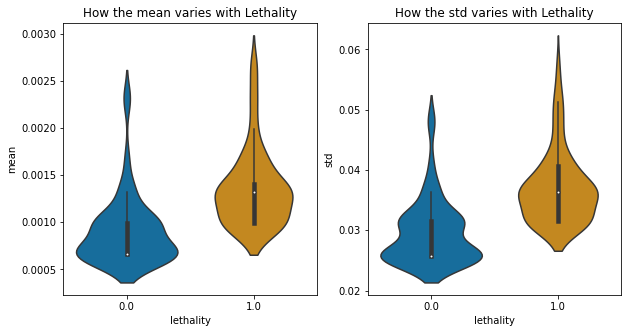 How the mean varies with Lethality
mean
0.0030
0.0025
0.0020
0.0015
0.0010
0.0005
0.0
1.0
lethality
How the std varies with Lethality
std
0.06
0.05
0.04
0.03
0.02
0.0
1.0
lethality